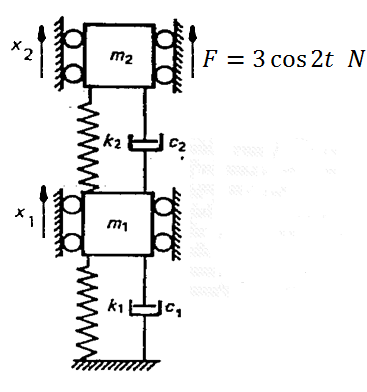 x₂ m₂ F = 3 cos 2t N
k₂ c₂
x₁ m₁
k₁ c₁